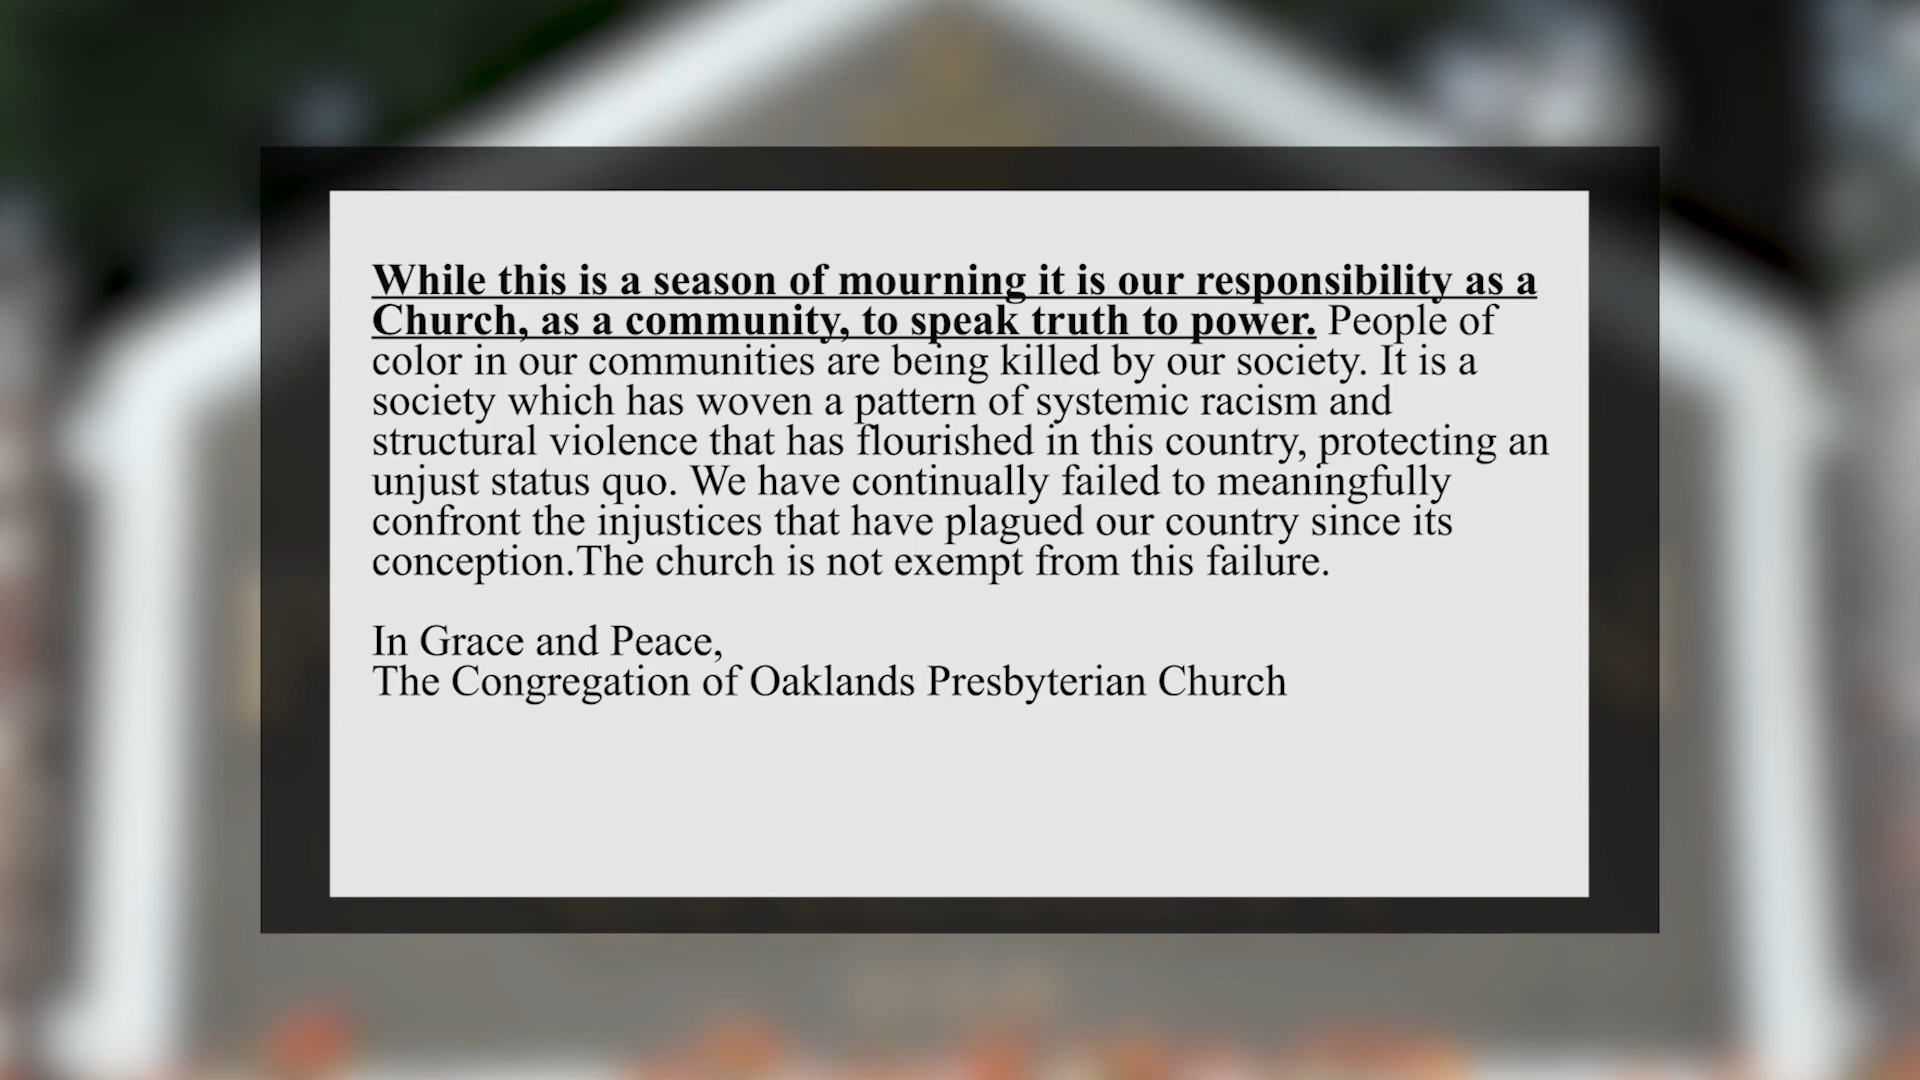 While this is a season of mourning it is our responsibility as a
Church, as a community, to speak truth to power. People of
color in our communities are being killed by our society. It is a
society which has woven a pattern of systemic racism and
structural violence that has flourished in this country, protecting an
unjust status quo. We have continually failed to meaningfully
confront the injustices that have plagued our country since its
conception.The church is not exempt from this failure.
In Grace and Peace,
The Congregation of Oaklands Presbyterian Church